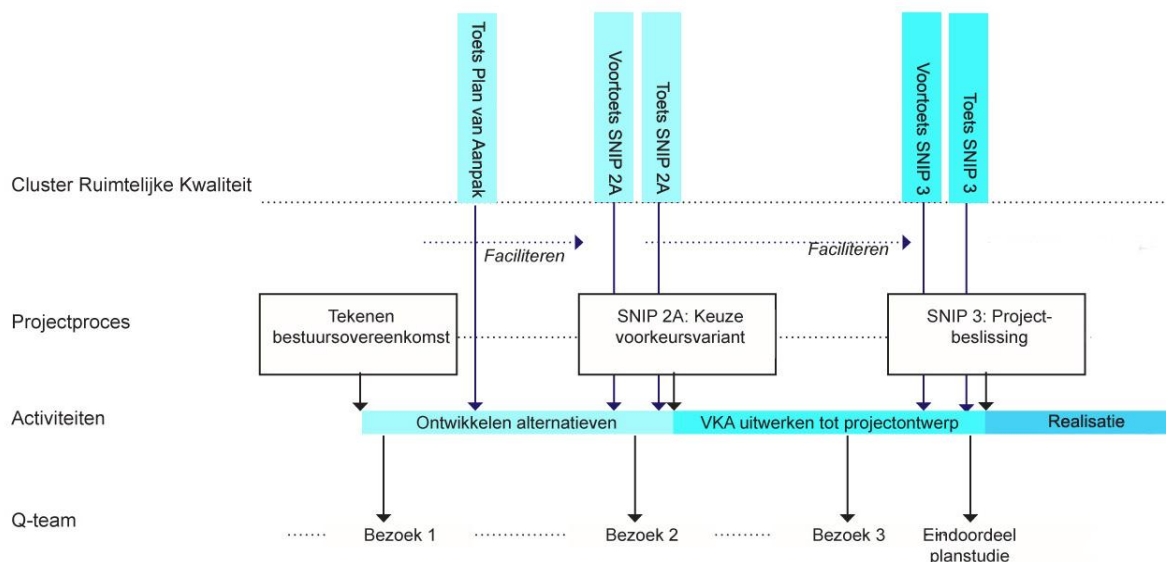 Toets Plan van Aanpak
Voortoets SNIP 2A
Toets SNIP 2A
Voortoets SNIP 3
Toets SNIP 3
Cluster Ruimtelijke Kwaliteit
Faciliteren
Faciliteren
Projectproces
Tekenen
bestuursovereenkomst
SNIP 2A: Keuze
voorkeursvariant
SNIP 3: Project-
beslissing
Activiteiten
Ontwikkelen alternatieven
VKA uitwerken tot projectontwerp
Realisatie
Q-team
Bezoek 1
Bezoek 2
Bezoek 3
Eindoordeel
planstudie